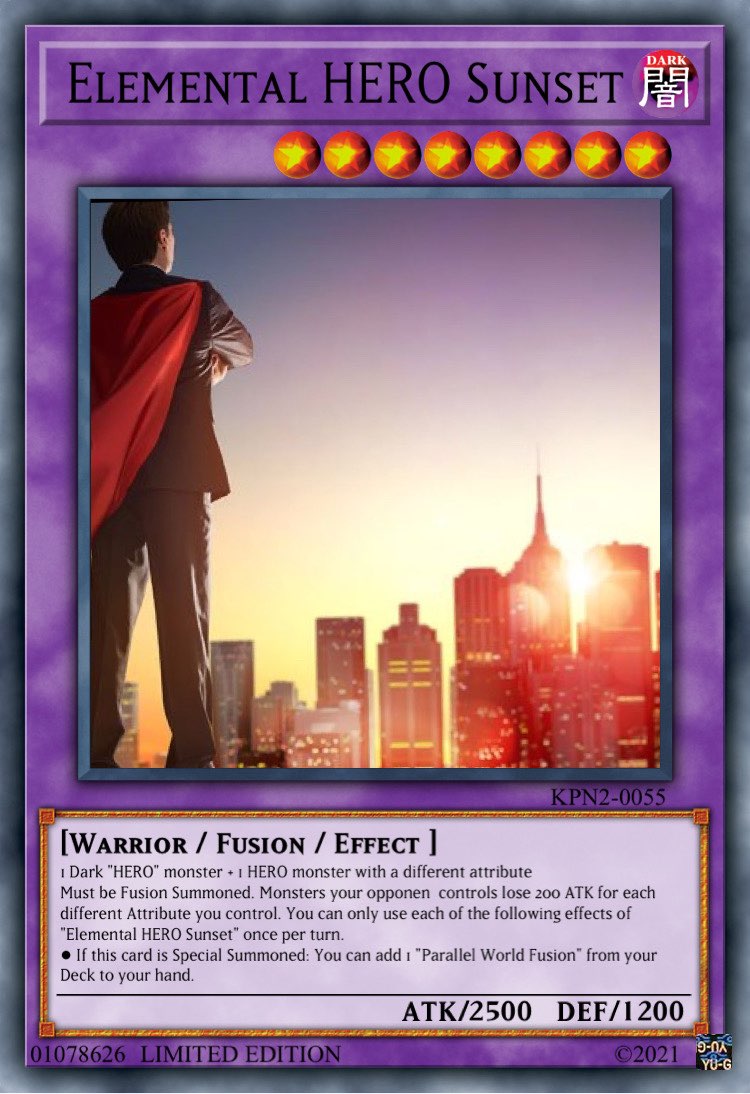 Elemental HERO Sunset
DARK
闇
KPN2-0055
[Warrior / Fusion / Effect ]
1 Dark "HERO" monster + 1 HERO monster with a different attribute
Must be Fusion Summoned. Monsters your opponen controls lose 200 ATK for each
different Attribute you control. You can only use each of the following effects of
"Elemental HERO Sunset" once per turn.
● If this card is Special Summoned: You can add 1 "Parallel World Fusion" from your
Deck to your hand.
ATK/2500 DEF/1200
01078626 LIMITED EDITION
©2021